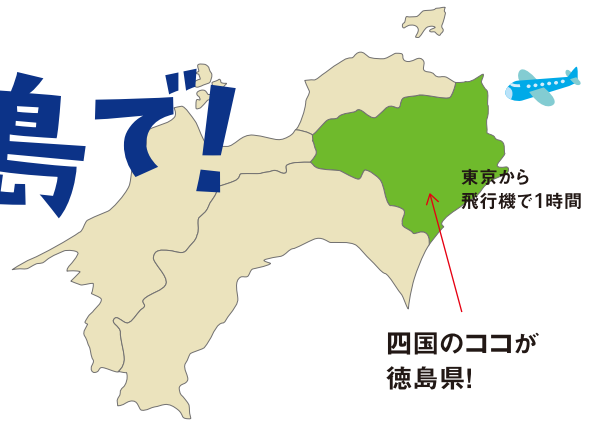 島で!
東京から
飛行機で1時間
四国のココが
徳島県!